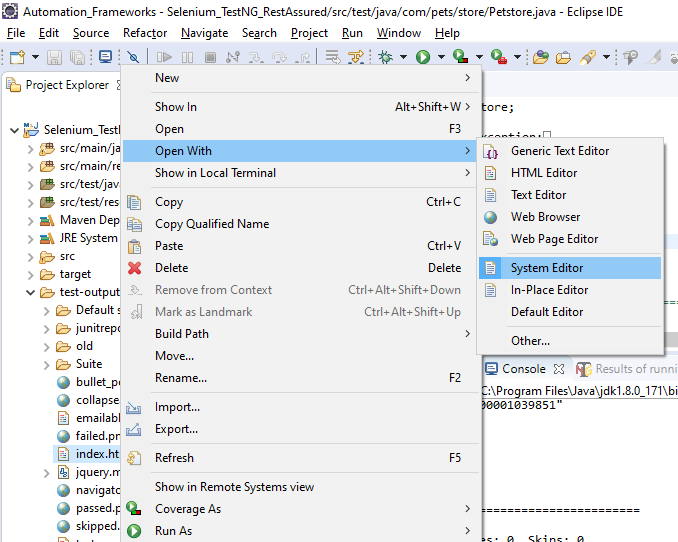 Automation_Frameworks - Selenium_TestNG_RestAssured/src/test/java/com/pets/store/Petstore.java - Eclipse IDE
File Edit Source Refactor Navigate Search Project Run Window Help
Project Explorer
New
Show In Alt+Shift+W
tore;
Selenium_Test
Open F3
src/main/ja
Open With
Generic Text Editor
src/main/re
Show in Local Terminal
HTML Editor
src/test/java
Text Editor
src/test/res
Copy Ctrl+C
Web Browser
Maven Dep
Copy Qualified Name
Web Page Editor
JRE System
Paste Ctrl+V
src
Delete Delete
System Editor
target
Remove from Context Ctrl+Alt+Shift+Down
In-Place Editor
test-output
Mark as Landmark Ctrl+Alt+Shift+Up
Default Editor
Default s
Build Path
Other...
junitrepo
Move...
old
Rename... F2
Suite
Console
Results of runni
bullet_po
C:\Program Files\Java\jdk1.8.0_171\bi
collapse
Import...
00001039851"
emailabl
Export...
failed.pn
index.ht
Refresh F5
jquery.m
Show in Remote Systems view
navigato
Coverage As
========================
passed.p
Run As
es: 0, Skips: 0
skipped.